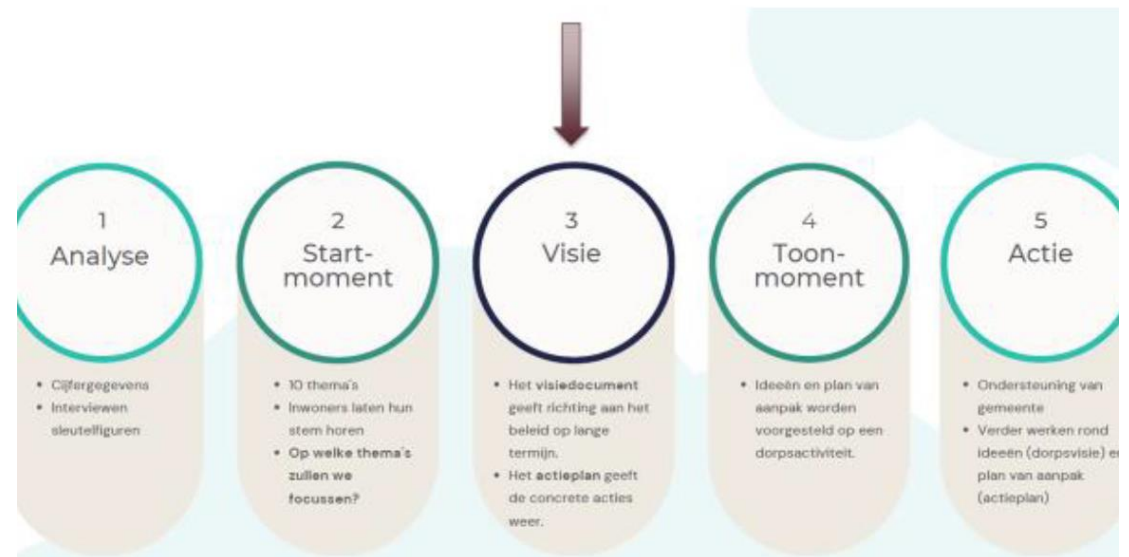 1
Analyse
• Cijfergegevens
• Interviewen
sleutelfiguren
2
Start-
moment
• 10 thema's
• Inwoners laten hun
stem horen
• Op welke thema's
zullen we
focussen?
3
Visie
• Het visiedocument
geeft richting aan het
beleid op lange
termijn.
• Het actieplan geeft
de concrete acties
weer.
4
Toon-
moment
• Ideeën en plan van
aanpak worden
voorgesteld op een
dorpsactiviteit.
5
Actie
• Ondersteuning van
gemeente
• Verder werken rond
ideeën (dorpsvisie)
plan van aanpak
(actieplan)